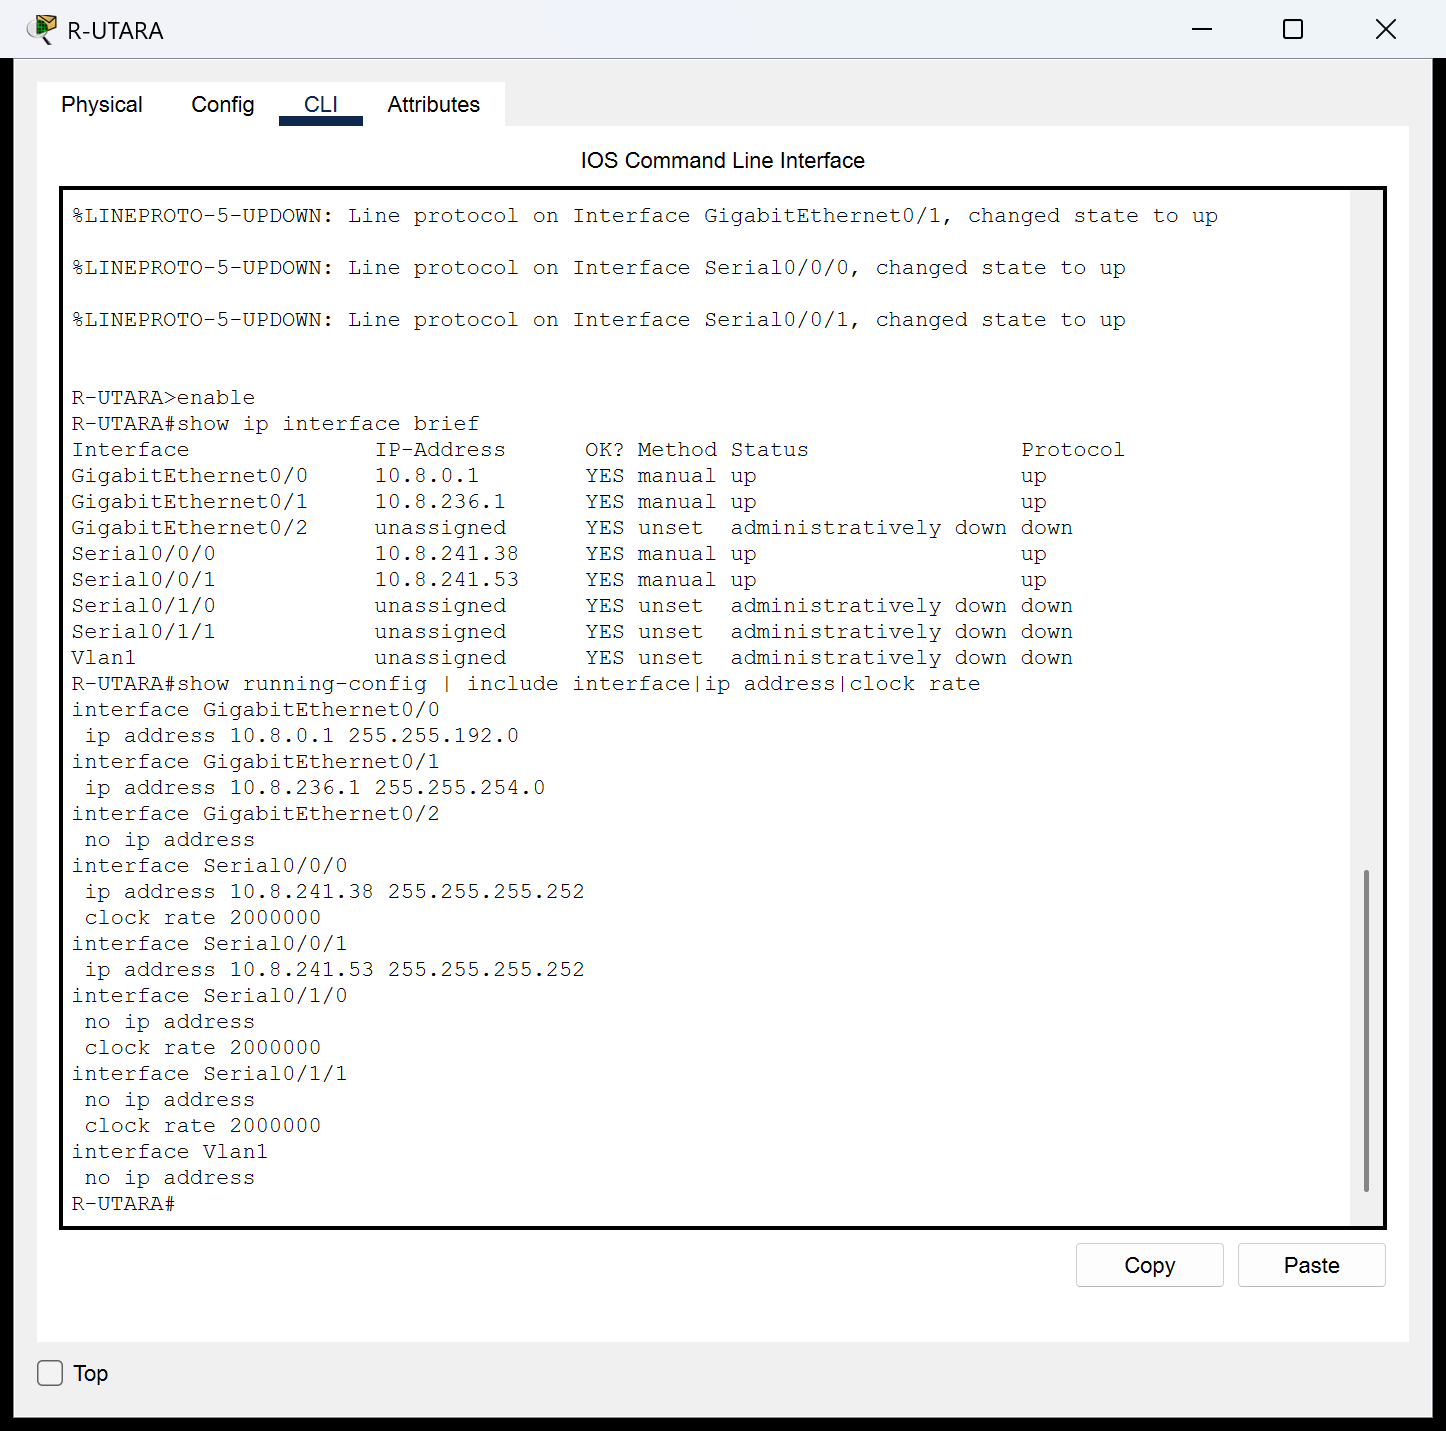 R-UTARA
Physical Config CLI Attributes
IOS Command Line Interface
%LINEPROTO-5-UPDOWN: Line protocol on Interface GigabitEthernet0/1, changed state to up
%LINEPROTO-5-UPDOWN: Line protocol on Interface Serial0/0/0, changed state to up
%LINEPROTO-5-UPDOWN: Line protocol on Interface Serial0/0/1, changed state to up
R-UTARA>enable
R-UTARA#show ip interface brief
Interface              IP-Address      OK? Method Status                Protocol
GigabitEthernet0/0     10.8.0.1        YES manual up                    up
GigabitEthernet0/1     10.8.236.1      YES manual up                    up
GigabitEthernet0/2     unassigned      YES unset  administratively down down
Serial0/0/0            10.8.241.38     YES manual up                    up
Serial0/0/1            10.8.241.53     YES manual up                    up
Serial0/1/0            unassigned      YES unset  administratively down down
Serial0/1/1            unassigned      YES unset  administratively down down
Vlan1                  unassigned      YES unset  administratively down down
R-UTARA#show running-config | include interface|ip address|clock rate
interface GigabitEthernet0/0
 ip address 10.8.0.1 255.255.192.0
interface GigabitEthernet0/1
 ip address 10.8.236.1 255.255.254.0
interface GigabitEthernet0/2
 no ip address
interface Serial0/0/0
 ip address 10.8.241.38 255.255.255.252
 clock rate 2000000
interface Serial0/0/1
 ip address 10.8.241.53 255.255.255.252
interface Serial0/1/0
 no ip address
 clock rate 2000000
interface Serial0/1/1
 no ip address
 clock rate 2000000
interface Vlan1
 no ip address
R-UTARA#
Copy Paste
Top